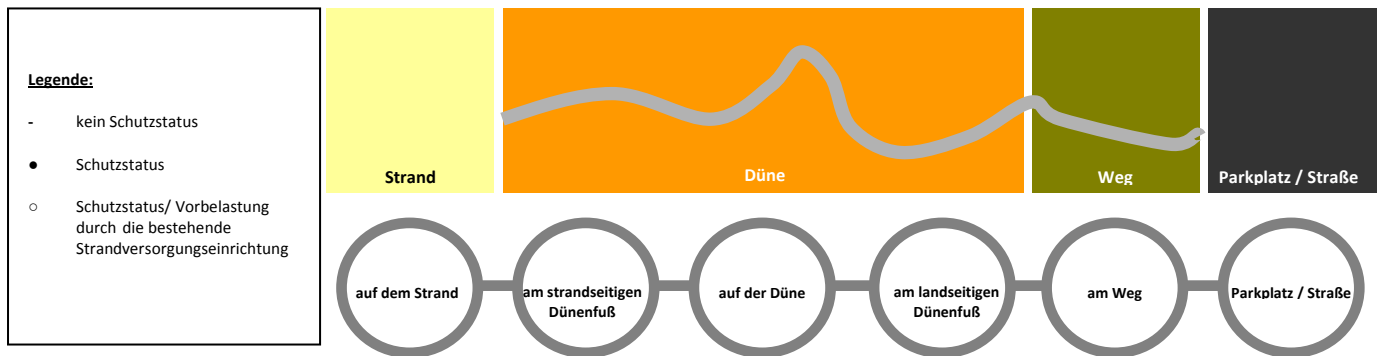 Legende:
- kein Schutzstatus
● Schutzstatus
○ Schutzstatus/ Vorbelastung
durch die bestehende
Strandversorgungseinrichtung
Strand
Düne
Weg
Parkplatz / Straße
auf dem Strand
am strandseitigen
Dünenfuß
auf der Düne
am landseitigen
Dünenfuß
am Weg
Parkplatz / Straße